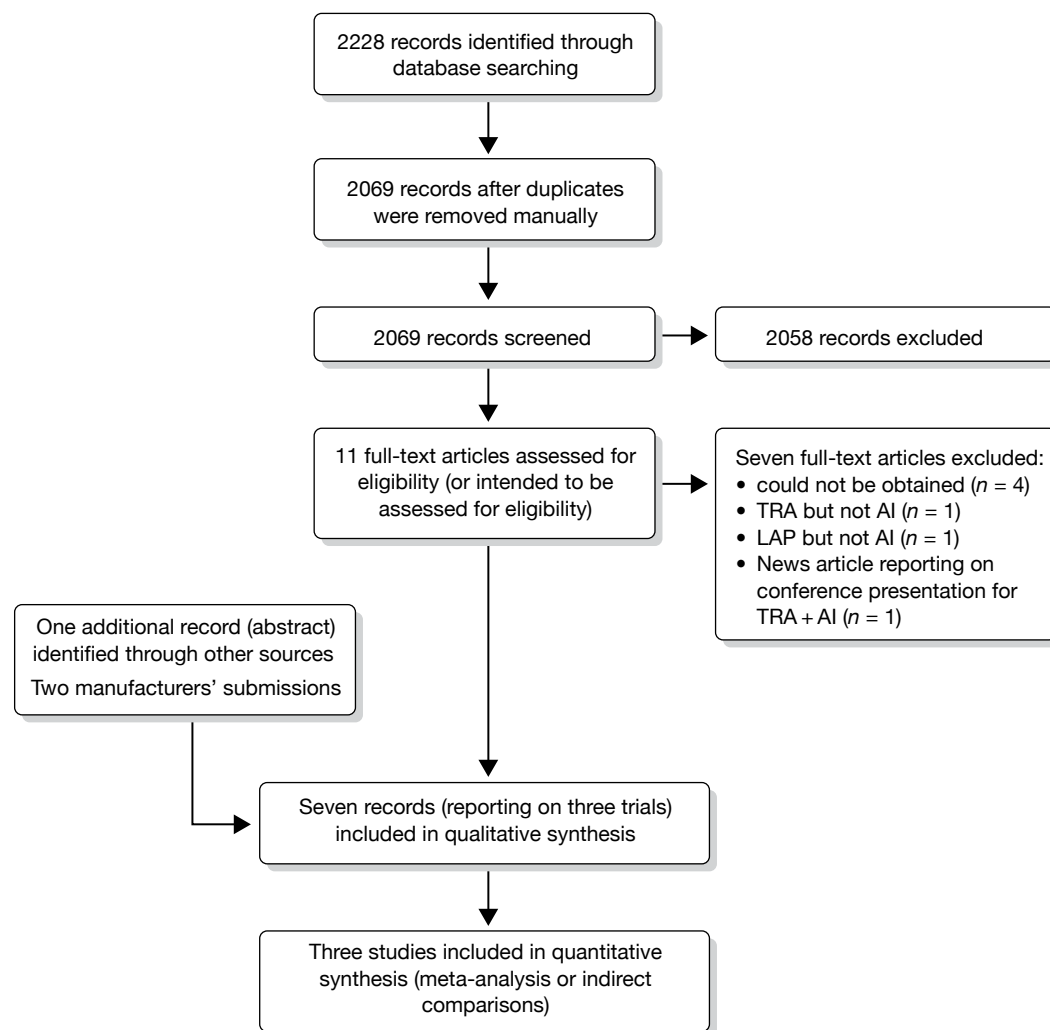 2228 records identified through
database searching
2069 records after duplicates
were removed manually
2069 records screened
2058 records excluded
11 full-text articles assessed for
eligibility (or intended to be
assessed for eligibility)
Seven full-text articles excluded:
• could not be obtained (n = 4)
• TRA but not AI (n = 1)
• LAP but not AI (n = 1)
• News article reporting on
conference presentation for
TRA + AI (n = 1)
One additional record (abstract)
identified through other sources
Two manufacturers’ submissions
Seven records (reporting on three trials)
included in qualitative synthesis
Three studies included in quantitative
synthesis (meta-analysis or indirect
comparisons)